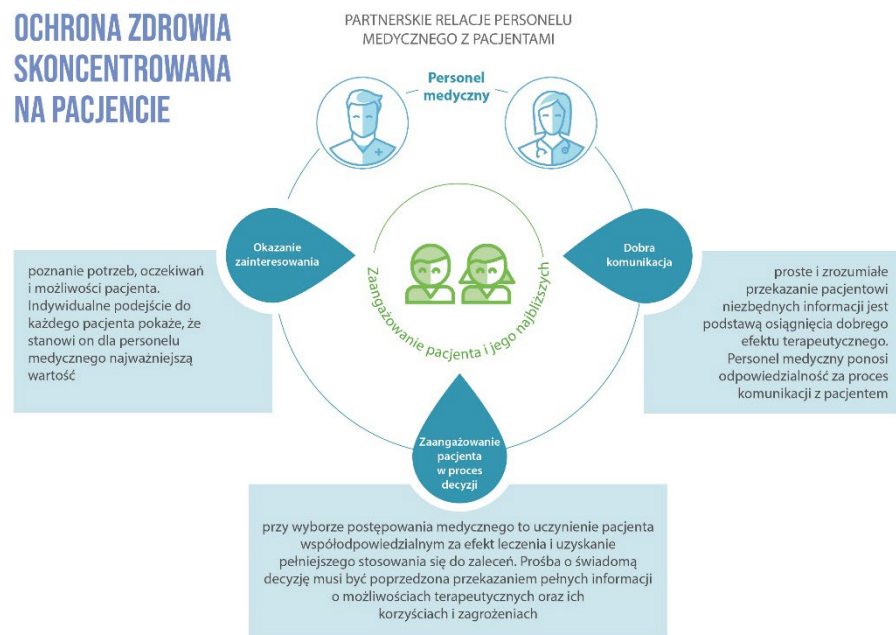 OCHRONA ZDROWIA
SKONCENTROWANA
NA PACJENCIE
PARTNERSKIE RELACJE PERSONELU
MEDYCZNEGO Z PACJENTAMI
Personel
medyczny
Okazanie
zainteresowania
poznanie potrzeb, oczekiwań
i możliwości pacjenta.
Indywidualne podejście do
każdego pacjenta pokaże, że
stanowi on dla personelu
medycznego najważniejszą
wartość
Zaangażowanie pacjenta i jego najbliższych
Dobra
komunikacja
proste i zrozumiałe
przekazanie pacjentowi
niezbędnych informacji jest
podstawą osiągnięcia dobrego
efektu terapeutycznego.
Personel medyczny ponosi
odpowiedzialność za proces
komunikacji z pacjentem
Zaangażowanie
pacjenta
w proces
decyzji
przy wyborze postępowania medycznego to uczynienie pacjenta
współodpowiedzialnym za efekt leczenia i uzyskanie
pełniejszego stosowania się do zaleceń. Prośba o świadomą
decyzję musi być poprzedzona przekazaniem pełnych informacji
o możliwościach terapeutycznych oraz ich
korzyściach i zagrożeniach